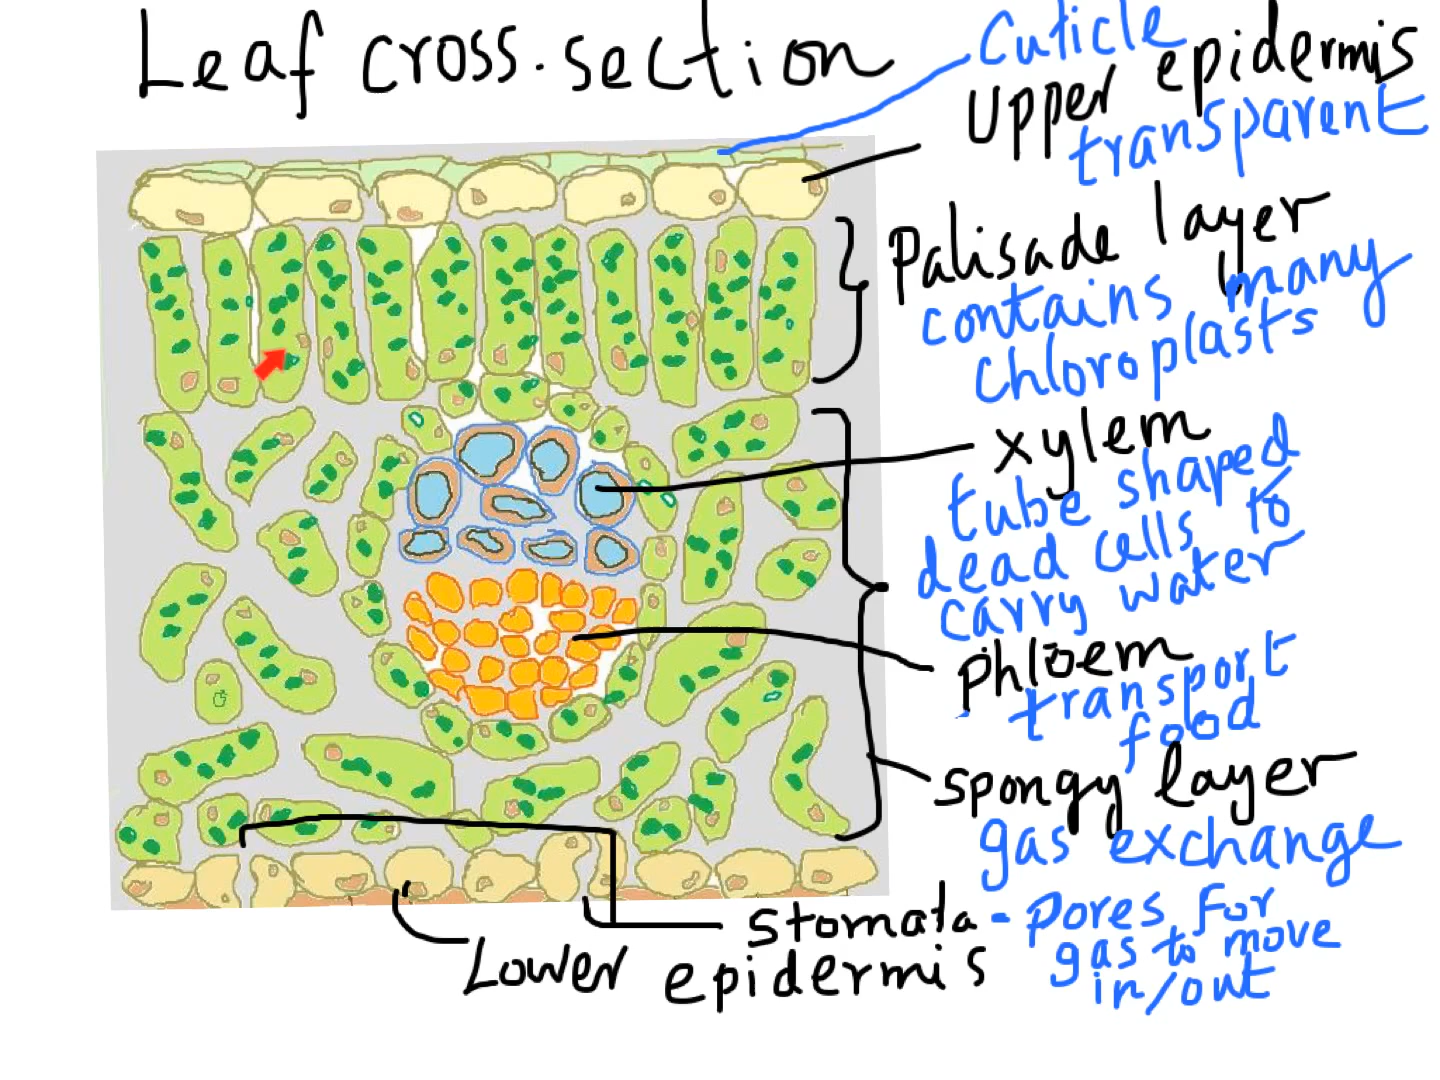 Leaf cross-section
Cuticle
Upper epidermis
transparent
Palisade layer
contains many
chloroplasts
xylem
tube shaped
dead cells to
carry water
Phloem
- transport
food
spongy layer
gas exchange
Stomata - Pores For
gas to move
in/out
Lower epidermis